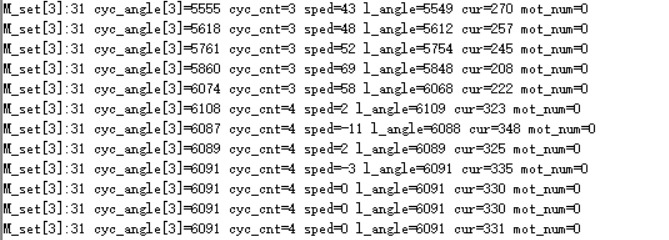 M_set[3]:31 cyc_angle[3]=5555 cyc_cnt=3 sped=43 l_angle=5549 cur=270 mot_num=0
M_set[3]:31 cyc_angle[3]=5618 cyc_cnt=3 sped=48 l_angle=5612 cur=257 mot_num=0
M_set[3]:31 cyc_angle[3]=5761 cyc_cnt=3 sped=52 l_angle=5754 cur=245 mot_num=0
M_set[3]:31 cyc_angle[3]=5860 cyc_cnt=3 sped=69 l_angle=5848 cur=208 mot_num=0
M_set[3]:31 cyc_angle[3]=6074 cyc_cnt=3 sped=58 l_angle=6068 cur=222 mot_num=0
M_set[3]:31 cyc_angle[3]=6108 cyc_cnt=4 sped=2 l_angle=6109 cur=323 mot_num=0
M_set[3]:31 cyc_angle[3]=6087 cyc_cnt=4 sped=-11 l_angle=6088 cur=348 mot_num=0
M_set[3]:31 cyc_angle[3]=6089 cyc_cnt=4 sped=2 l_angle=6089 cur=325 mot_num=0
M_set[3]:31 cyc_angle[3]=6091 cyc_cnt=4 sped=-3 l_angle=6091 cur=335 mot_num=0
M_set[3]:31 cyc_angle[3]=6091 cyc_cnt=4 sped=0 l_angle=6091 cur=330 mot_num=0
M_set[3]:31 cyc_angle[3]=6091 cyc_cnt=4 sped=0 l_angle=6091 cur=330 mot_num=0
M_set[3]:31 cyc_angle[3]=6091 cyc_cnt=4 sped=0 l_angle=6091 cur=331 mot_num=0